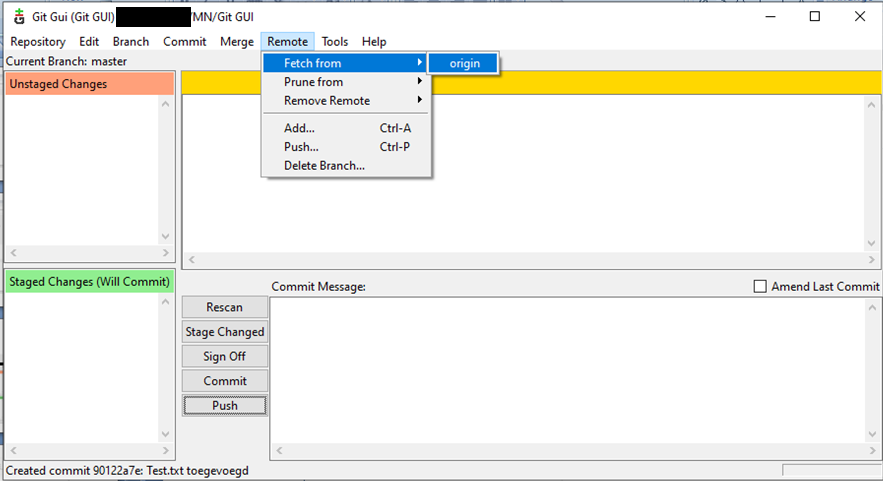 Git Gui (Git GUI) /MN/Git GUI
Repository Edit Branch Commit Merge Remote Tools Help
Current Branch: master
Fetch from origin
Prune from
Remove Remote
Add... Ctrl-A
Push... Ctrl-P
Delete Branch...
Unstaged Changes
Staged Changes (Will Commit)
Commit Message: Amend Last Commit
Rescan
Stage Changed
Sign Off
Commit
Push
Created commit 90122a7e: Test.txt toegevoegd